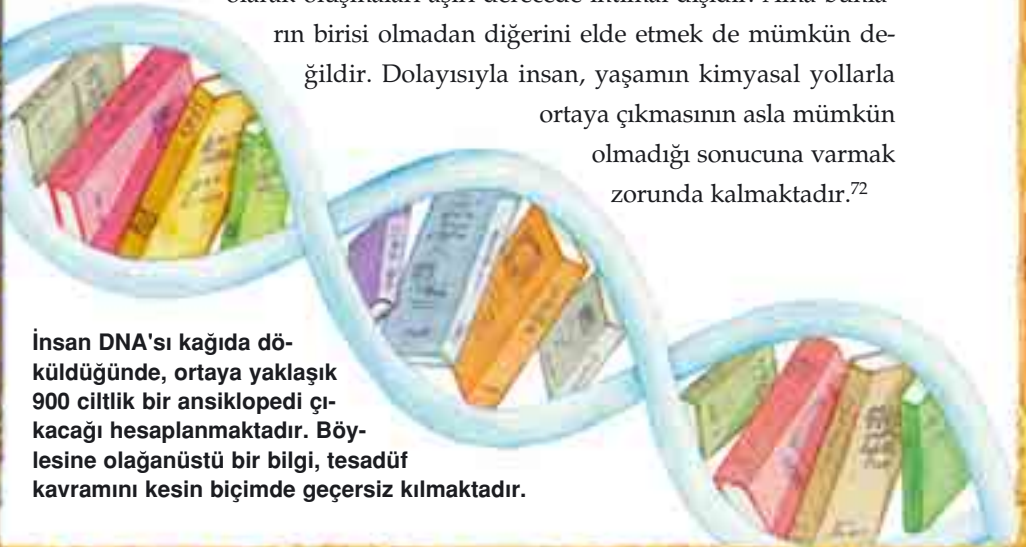 olarak oluşmaları aşırı derecede ihtimal dışıdır. Ama bunla-
rın birisi olmadan diğerini elde etmek de mümkün de-
ğildir. Dolayısıyla insan, yaşamın kimyasal yollarla
ortaya çıkmasının asla mümkün
olmadığı sonucuna varmak
zorunda kalmaktadır.72
İnsan DNA'sı kağıda dö-
küldüğünde, ortaya yaklaşık
900 ciltlik bir ansiklopedi çı-
kacağı hesaplanmaktadır. Böy-
lesine olağanüstü bir bilgi, tesadüf
kavramını kesin biçimde geçersiz kılmaktadır.